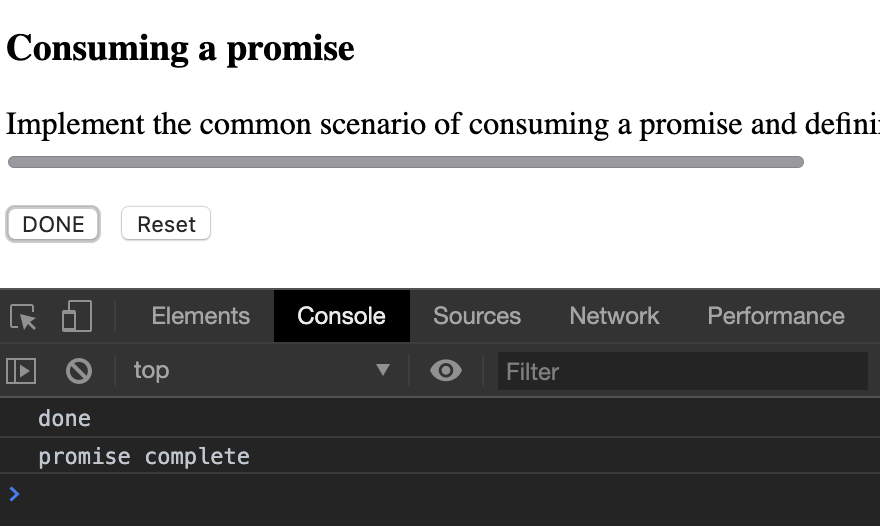 Consuming a promise
Implement the common scenario of consuming a promise and
DONE Reset
Elements Console Sources Network Performance
top Filter
done
promise complete